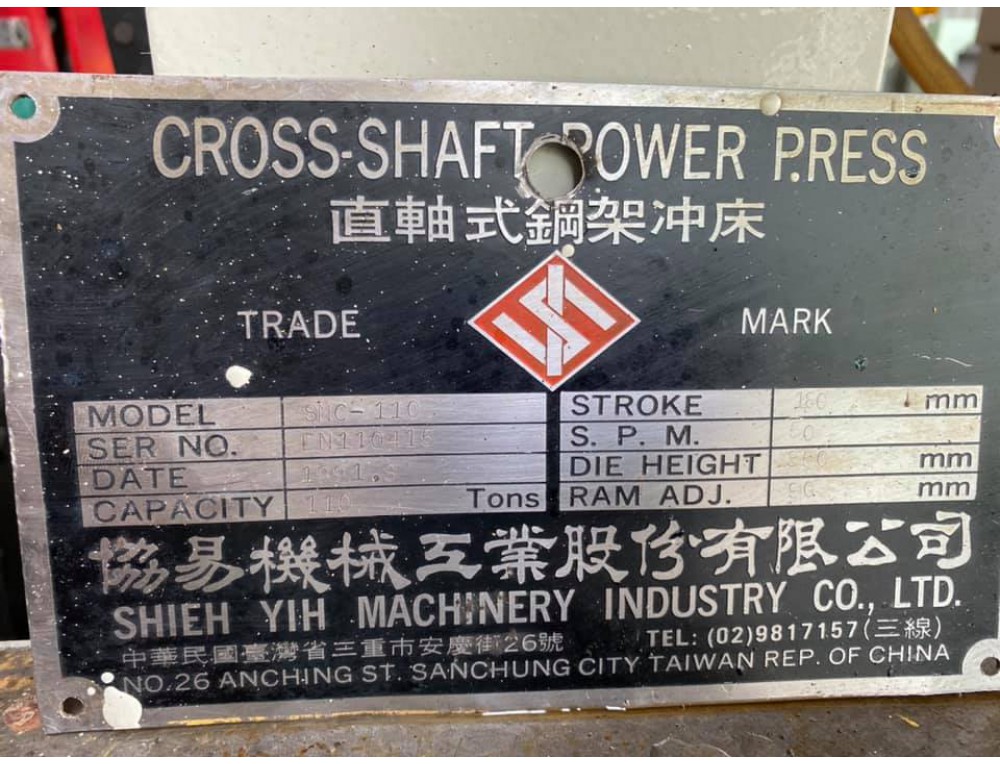 CROSS-SHAFT POWER PRESS
直軸式鋼架冲床
TRADE MARK
MODEL SNC-110 STROKE 180 mm
SER NO. S. P. M. 50
DATE DIE HEIGHT mm
CAPACITY 110 Tons RAM ADJ. 90 mm
協易機械工業股份有限公司
SHIEH YIH MACHINERY INDUSTRY CO., LTD.
中華民國臺灣省三重市安慶街26號 TEL: (02)9817157(三線)
NO.26 ANCHING ST. SANCHUNG CITY TAIWAN REP. OF CHINA